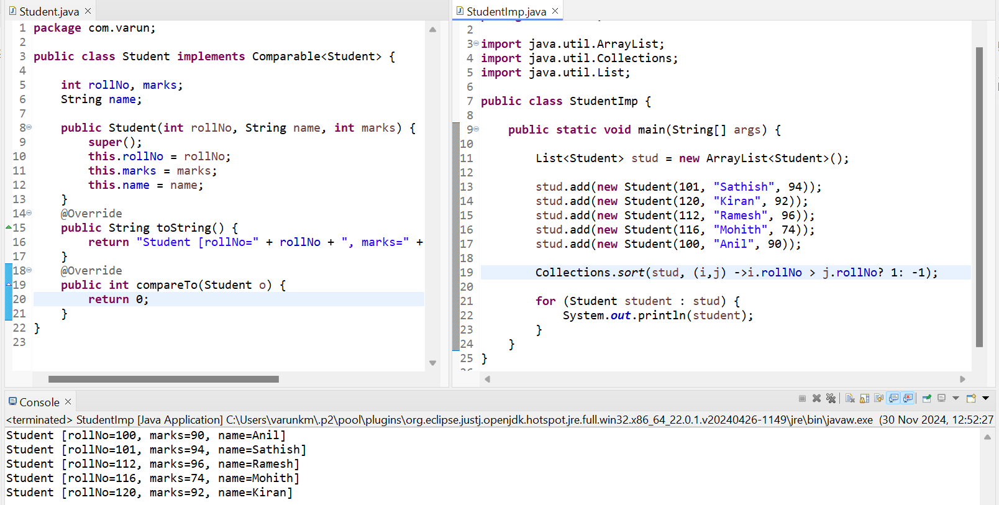 Student.java
1 package com.varun;
2
3 public class Student implements Comparable<Student> {
4
5     int rollNo, marks;
6     String name;
7
8     public Student(int rollNo, String name, int marks) {
9         super();
10         this.rollNo = rollNo;
11         this.marks = marks;
12         this.name = name;
13     }
14     @Override
15     public String toString() {
16         return "Student [rollNo=" + rollNo + ", marks=" +
17     }
18     @Override
19     public int compareTo(Student o) {
20         return 0;
21     }
22 }
23
StudentImp.java
2
3 import java.util.ArrayList;
4 import java.util.Collections;
5 import java.util.List;
6
7 public class StudentImp {
8
9     public static void main(String[] args) {
10
11         List<Student> stud = new ArrayList<Student>();
12
13         stud.add(new Student(101, "Sathish", 94));
14         stud.add(new Student(120, "Kiran", 92));
15         stud.add(new Student(112, "Ramesh", 96));
16         stud.add(new Student(116, "Mohith", 74));
17         stud.add(new Student(100, "Anil", 90));
18
19         Collections.sort(stud, (i,j) ->i.rollNo > j.rollNo? 1: -1);
20
21         for (Student student : stud) {
22             System.out.println(student);
23         }
24     }
25 }
Console
<terminated> StudentImp [Java Application] C:\Users\varunkm\.p2\pool\plugins\org.eclipse.justj.openjdk.hotspot.jre.full.win32.x86_64_22.0.1.v20240426-1149\jre\bin\javaw.exe (30 Nov 2024, 12:52:27
Student [rollNo=100, marks=90, name=Anil]
Student [rollNo=101, marks=94, name=Sathish]
Student [rollNo=112, marks=96, name=Ramesh]
Student [rollNo=116, marks=74, name=Mohith]
Student [rollNo=120, marks=92, name=Kiran]